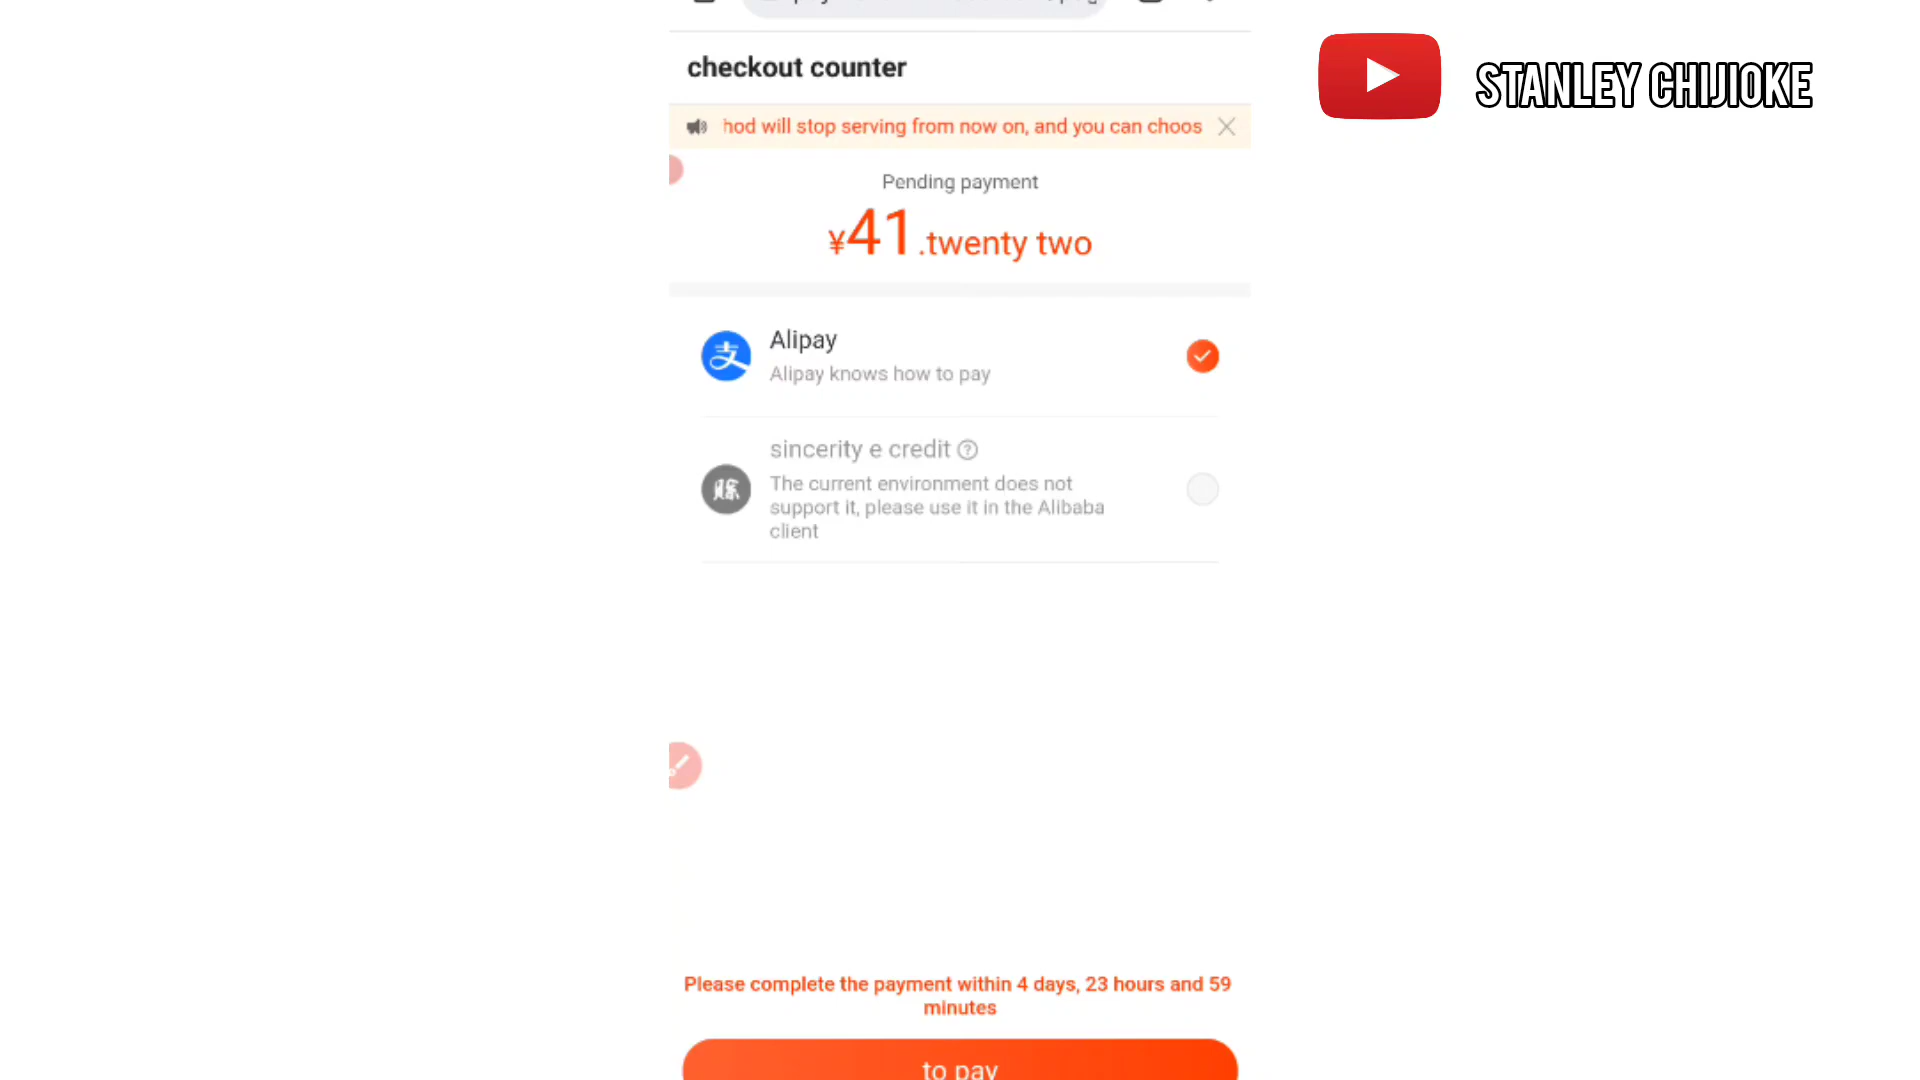 STANLEY CHIJIOKE
checkout counter
hod will stop serving from now on, and you can choos
Pending payment
¥41.twenty two
支
Alipay
Alipay knows how to pay
sincerity e credit
赊
The current environment does not
support it, please use it in the Alibaba
client
Please complete the payment within 4 days, 23 hours and 59
minutes
to pay